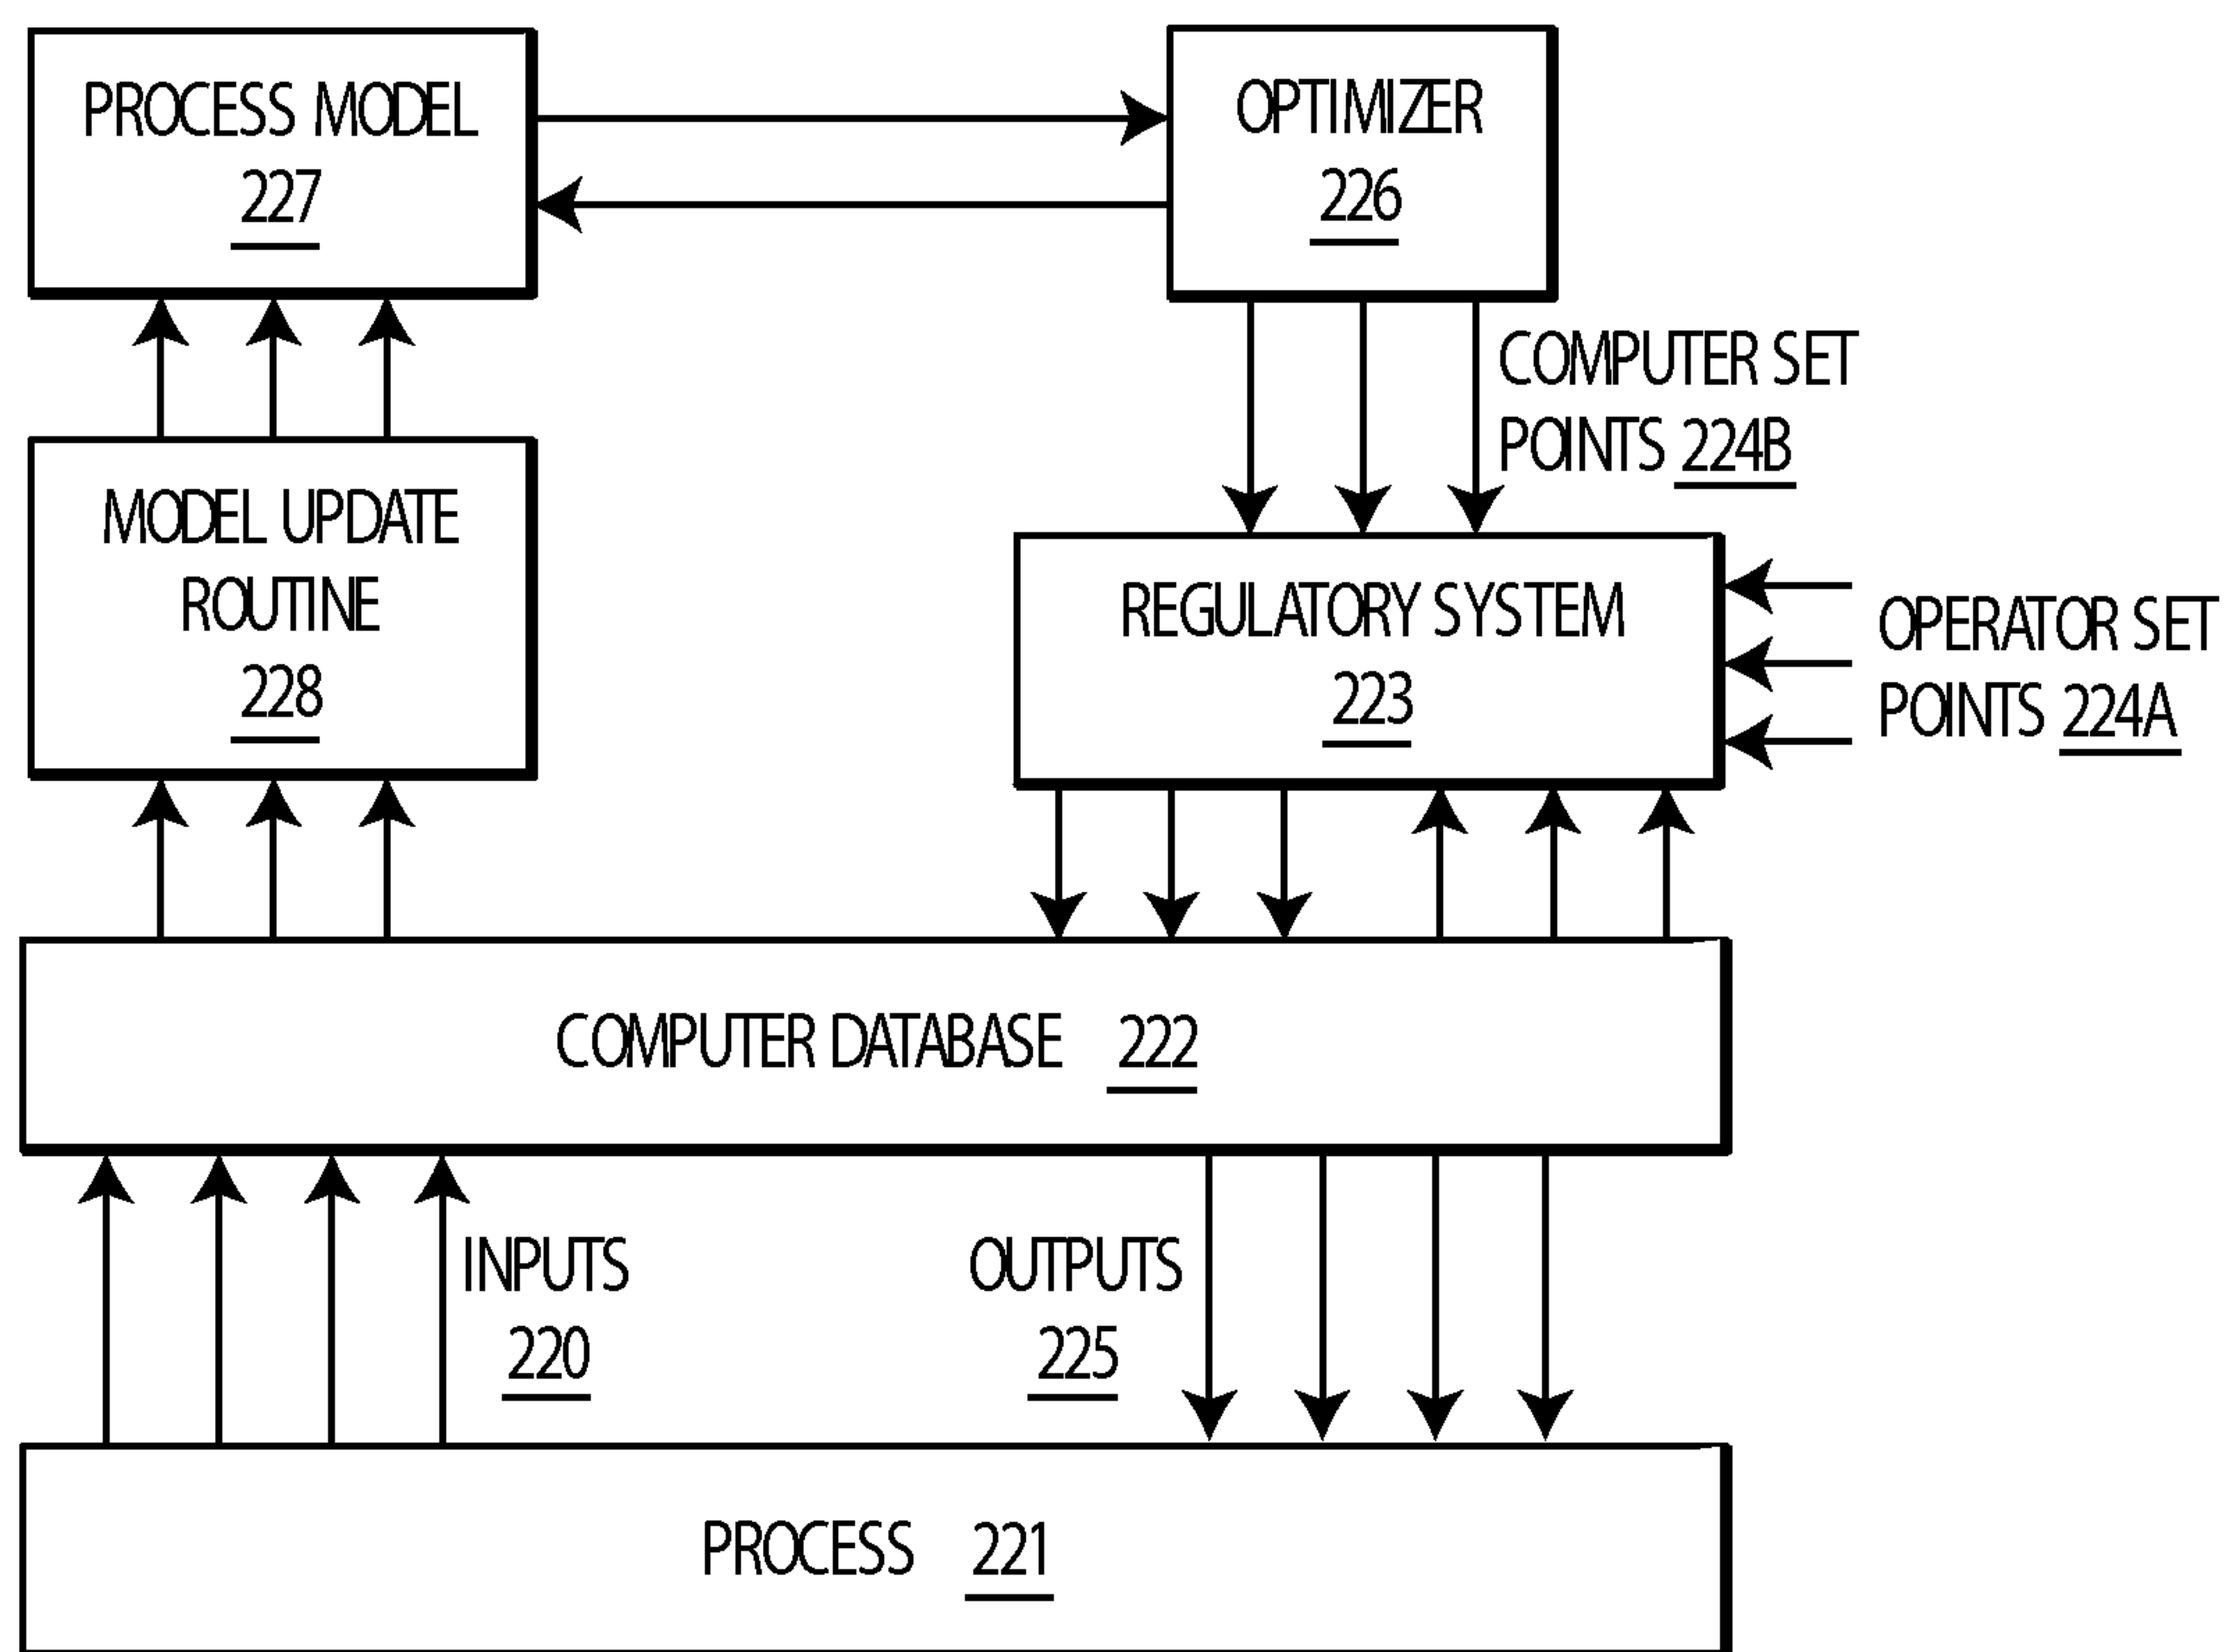 PROCESS MODEL
227
OPTIMIZER
226
COMPUTER SET
POINTS 224B
MODEL UPDATE
ROUTINE
228
REGULATORY SYSTEM
223
OPERATOR SET
POINTS 224A
COMPUTER DATABASE 222
INPUTS
220
OUTPUTS
225
PROCESS 221